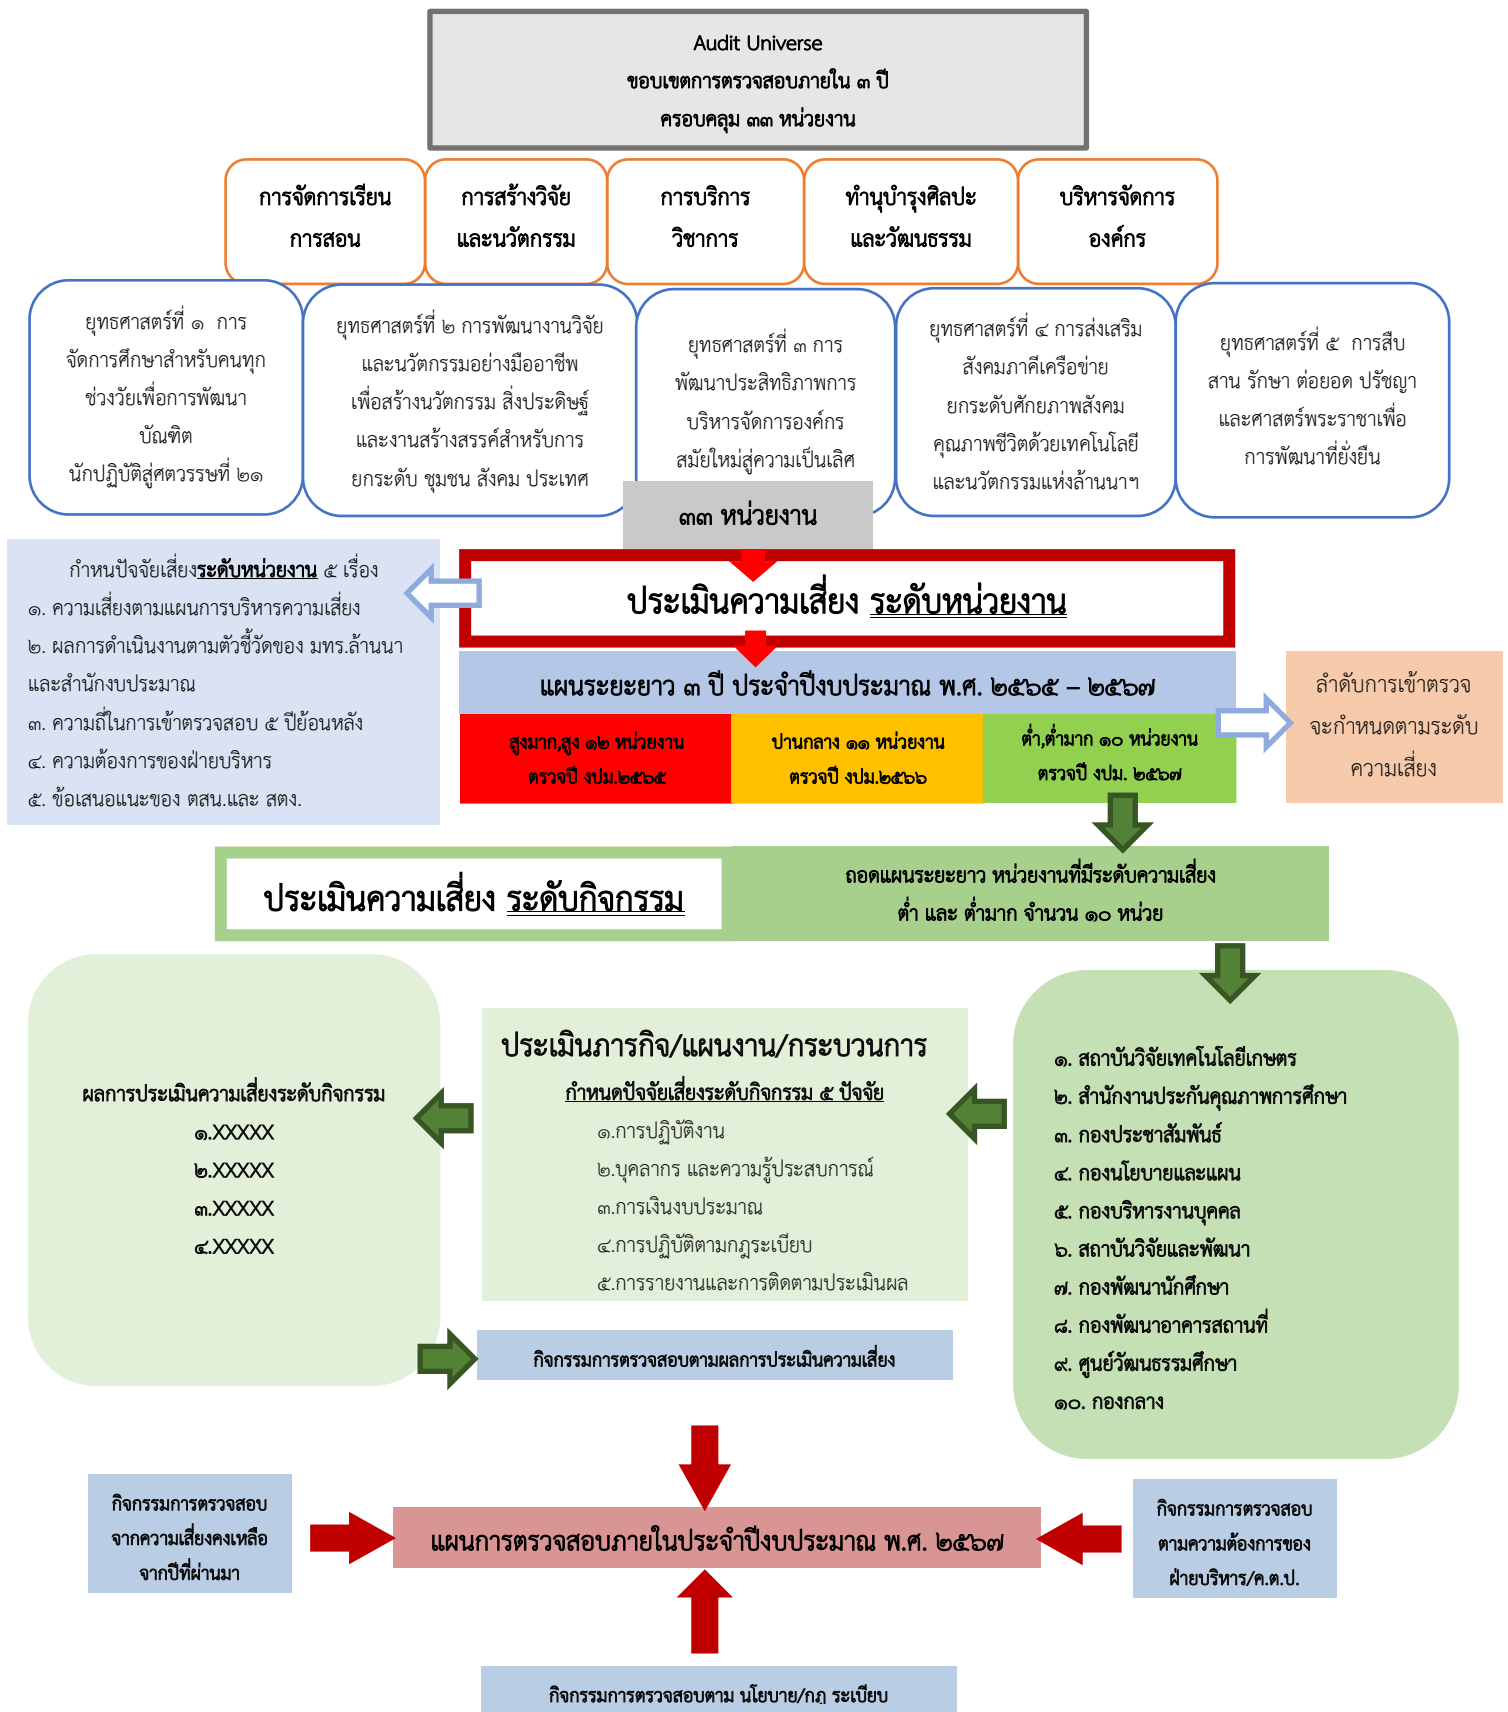 Audit Universe
ขอบเขตการตรวจสอบภายใน ๓ ปี
ครอบคลุม ๓๓ หน่วยงาน
การจัดการเรียน
การสอน
การสร้างวิจัย
และนวัตกรรม
การบริการ
วิชาการ
ทำนุบำรุงศิลปะ
และวัฒนธรรม
บริหารจัดการ
องค์กร
ยุทธศาสตร์ที่ ๑ การ
จัดการศึกษาสำหรับคนทุก
ช่วงวัยเพื่อการพัฒนา
บัณฑิต
นักปฏิบัติสู่ศตวรรษที่ ๒๑
ยุทธศาสตร์ที่ ๒ การพัฒนางานวิจัย
และนวัตกรรมอย่างมืออาชีพ
เพื่อสร้างนวัตกรรม สิ่งประดิษฐ์
และงานสร้างสรรค์สำหรับการ
ยกระดับ ชุมชน สังคม ประเทศ
ยุทธศาสตร์ที่ ๓ การ
พัฒนาประสิทธิภาพการ
บริหารจัดการองค์กร
สมัยใหม่สู่ความเป็นเลิศ
ยุทธศาสตร์ที่ ๔ การส่งเสริม
สังคมภาคีเครือข่าย
ยกระดับศักยภาพสังคม
คุณภาพชีวิตด้วยเทคโนโลยี
และนวัตกรรมแห่งล้านนาฯ
ยุทธศาสตร์ที่ ๕ การสืบ
สาน รักษา ต่อยอด ปรัชญา
และศาสตร์พระราชาเพื่อ
การพัฒนาที่ยั่งยืน
๓๓ หน่วยงาน
กำหนปัจจัยเสี่ยงระดับหน่วยงาน ๕ เรื่อง
๑. ความเสี่ยงตามแผนการบริหารความเสี่ยง
๒. ผลการดำเนินงานตามตัวชี้วัดของ มทร.ล้านนา
และสำนักงบประมาณ
๓. ความถี่ในการเข้าตรวจสอบ ๕ ปีย้อนหลัง
๔. ความต้องการของฝ่ายบริหาร
๕. ข้อเสนอแนะของ ตสน.และ สตง.
ประเมินความเสี่ยง ระดับหน่วยงาน
แผนระยะยาว ๓ ปี ประจำปีงบประมาณ พ.ศ. ๒๕๖๕ – ๒๕๖๗
สูงมาก,สูง ๑๒ หน่วยงาน
ตรวจปี งปม.๒๕๖๕
ปานกลาง ๑๑ หน่วยงาน
ตรวจปี งปม.๒๕๖๖
ต่ำ,ต่ำมาก ๑๐ หน่วยงาน
ตรวจปี งปม. ๒๕๖๗
ลำดับการเข้าตรวจ
จะกำหนดตามระดับ
ความเสี่ยง
ประเมินความเสี่ยง ระดับกิจกรรม
ถอดแผนระยะยาว หน่วยงานที่มีระดับความเสี่ยง
ต่ำ และ ต่ำมาก จำนวน ๑๐ หน่วย
ผลการประเมินความเสี่ยงระดับกิจกรรม
๑.XXXXX
๒.XXXXX
๓.XXXXX
๔.XXXXX
ประเมินภารกิจ/แผนงาน/กระบวนการ
กำหนดปัจจัยเสี่ยงระดับกิจกรรม ๕ ปัจจัย
๑.การปฏิบัติงาน
๒.บุคลากร และความรู้ประสบการณ์
๓.การเงินงบประมาณ
๔.การปฏิบัติตามกฎระเบียบ
๕.การรายงานและการติดตามประเมินผล
๑. สถาบันวิจัยเทคโนโลยีเกษตร
๒. สำนักงานประกันคุณภาพการศึกษา
๓. กองประชาสัมพันธ์
๔. กองนโยบายและแผน
๕. กองบริหารงานบุคคล
๖. สถาบันวิจัยและพัฒนา
๗. กองพัฒนานักศึกษา
๘. กองพัฒนาอาคารสถานที่
๙. ศูนย์วัฒนธรรมศึกษา
๑๐. กองกลาง
กิจกรรมการตรวจสอบตามผลการประเมินความเสี่ยง
กิจกรรมการตรวจสอบ
จากความเสี่ยงคงเหลือ
จากปีที่ผ่านมา
แผนการตรวจสอบภายในประจำปีงบประมาณ พ.ศ. ๒๕๖๗
กิจกรรมการตรวจสอบ
ตามความต้องการของ
ฝ่ายบริหาร/ค.ต.ป.
กิจกรรมการตรวจสอบตาม นโยบาย/กฎ ระเบียบ